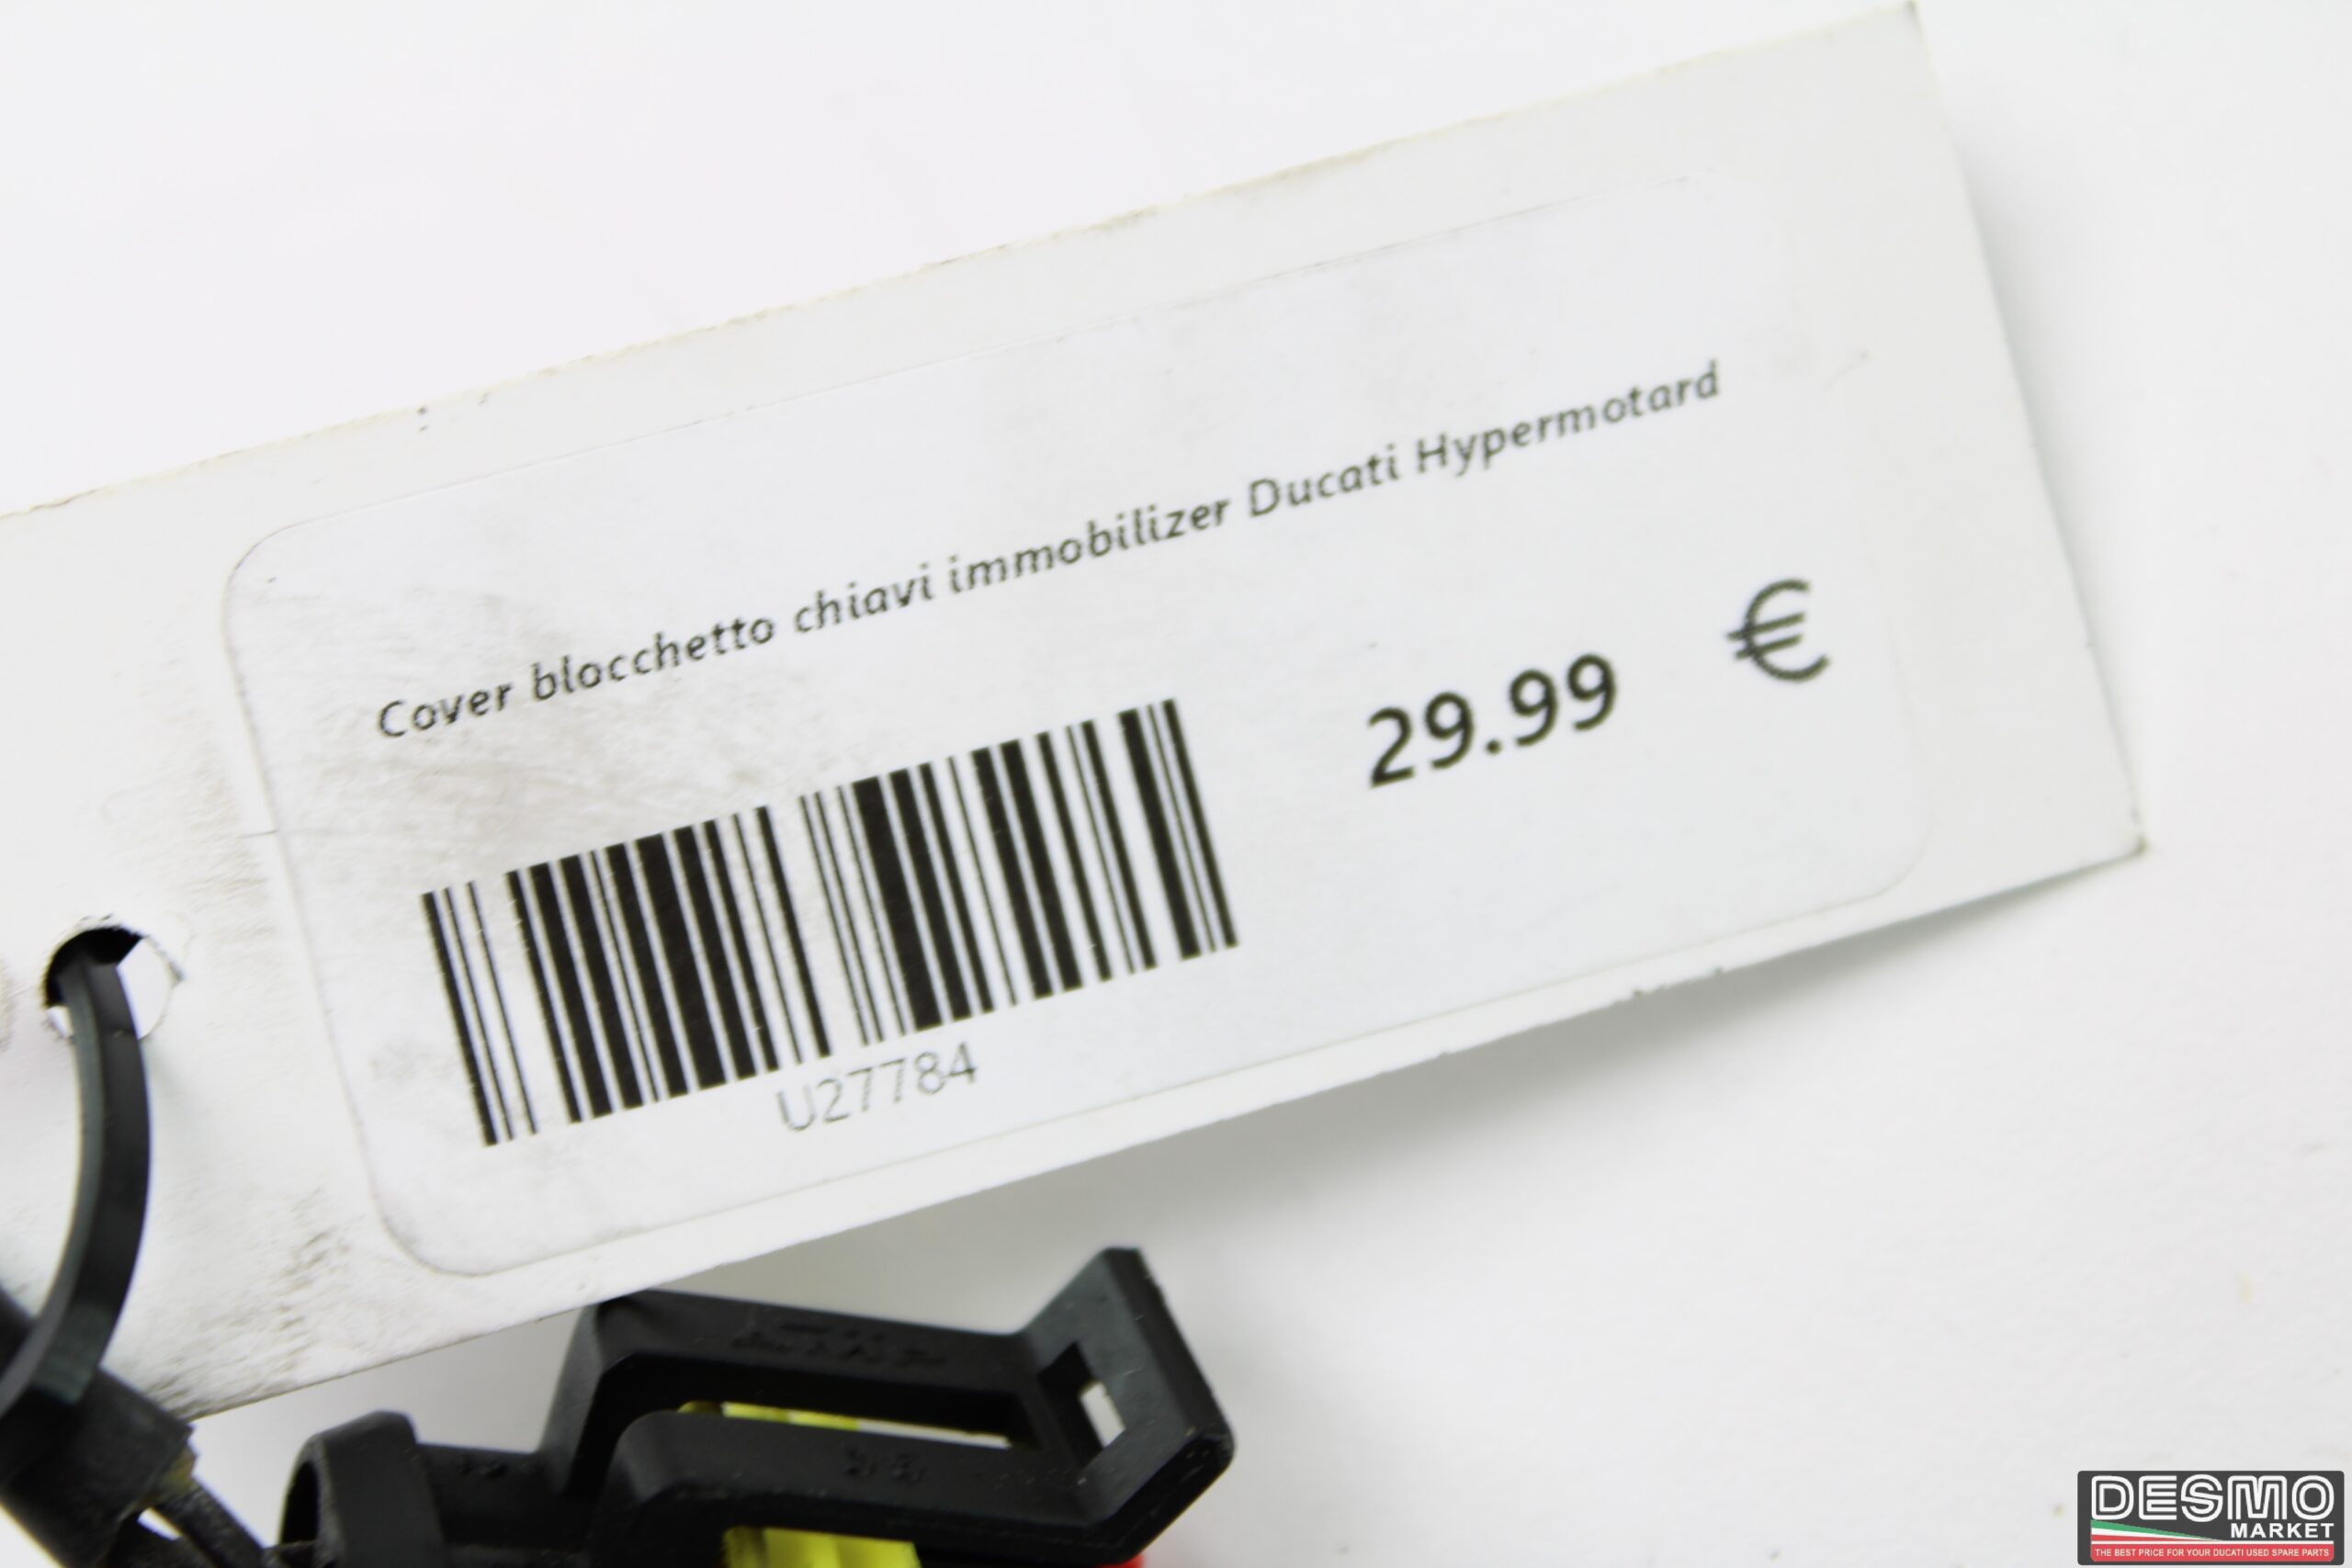 Cover blocchetto chiavi immobilizer Ducati Hypermotard
29.99 €
U27784
DESMO
MARKET
THE BEST PRICE FOR YOUR DUCATI USED SPARE PARTS